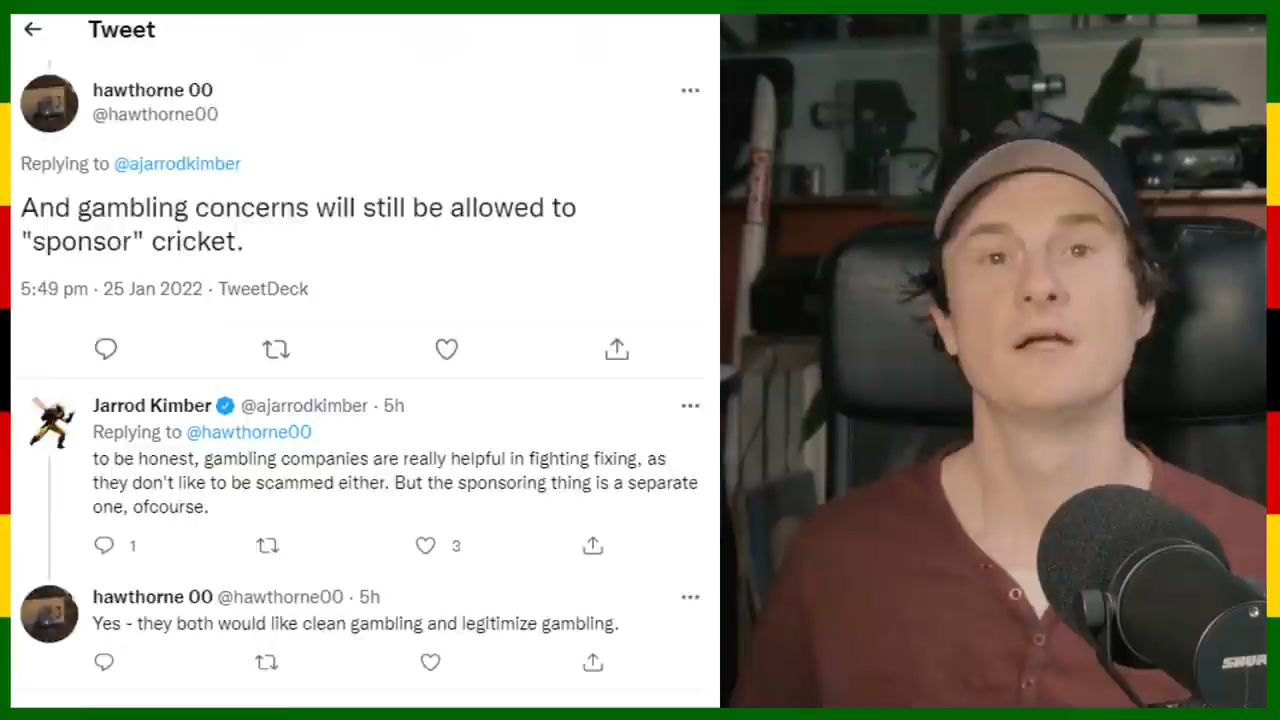 Tweet
hawthorne 00
@hawthorne00
Replying to @ajarrodkimber
And gambling concerns will still be allowed to
"sponsor" cricket.
5:49 pm · 25 Jan 2022 · TweetDeck
Jarrod Kimber @ajarrodkimber · 5h
Replying to @hawthorne00
to be honest, gambling companies are really helpful in fighting fixing, as
they don't like to be scammed either. But the sponsoring thing is a separate
one, ofcourse.
1 3
hawthorne 00 @hawthorne00 · 5h
Yes - they both would like clean gambling and legitimize gambling.